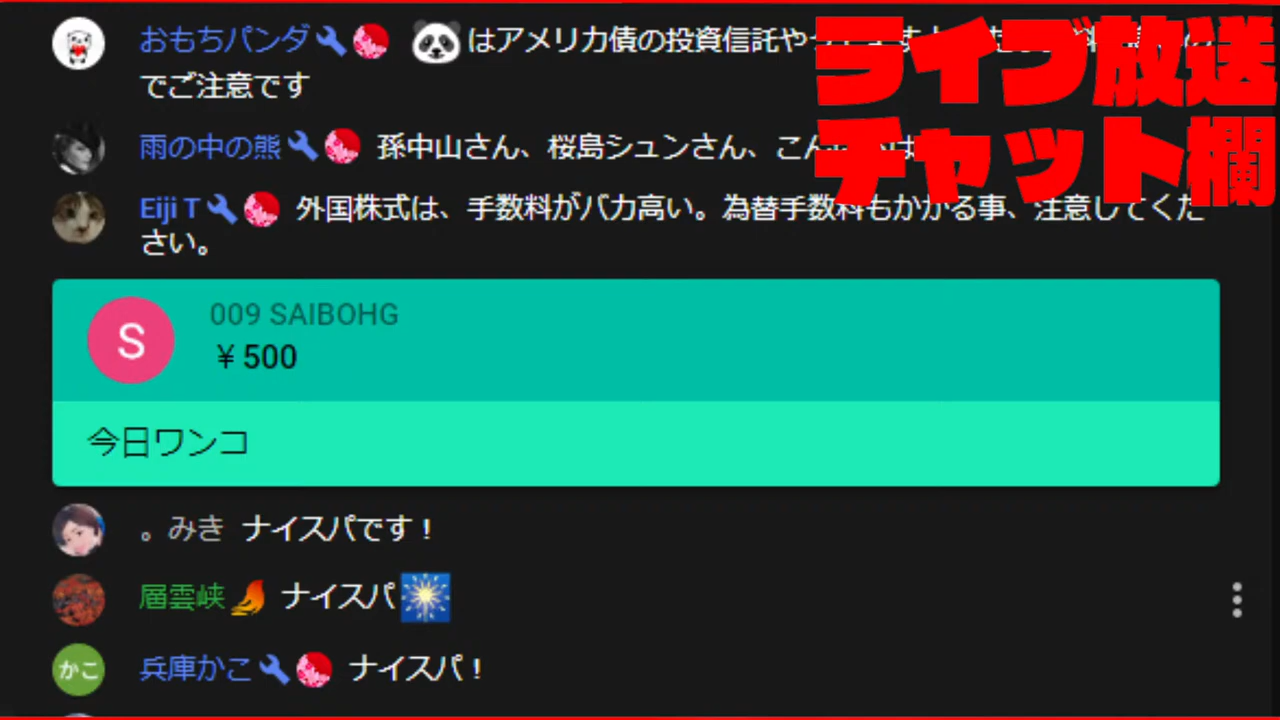 おもちパンダ 🐼はアメリカ債の投資信託や
でご注意です
雨の中の熊 孫中山さん、桜島シュンさん、こん
Eiji T 外国株式は、手数料がバカ高い。為替手数料もかかる事、注意してくだ
さい。
009 SAIBOHG
¥ 500
今日ワンコ
。みき ナイスパです！
層雲峡 ナイスパ🎇
兵庫かこ ナイスパ！
ライブ放送
チャット欄
S
かこ